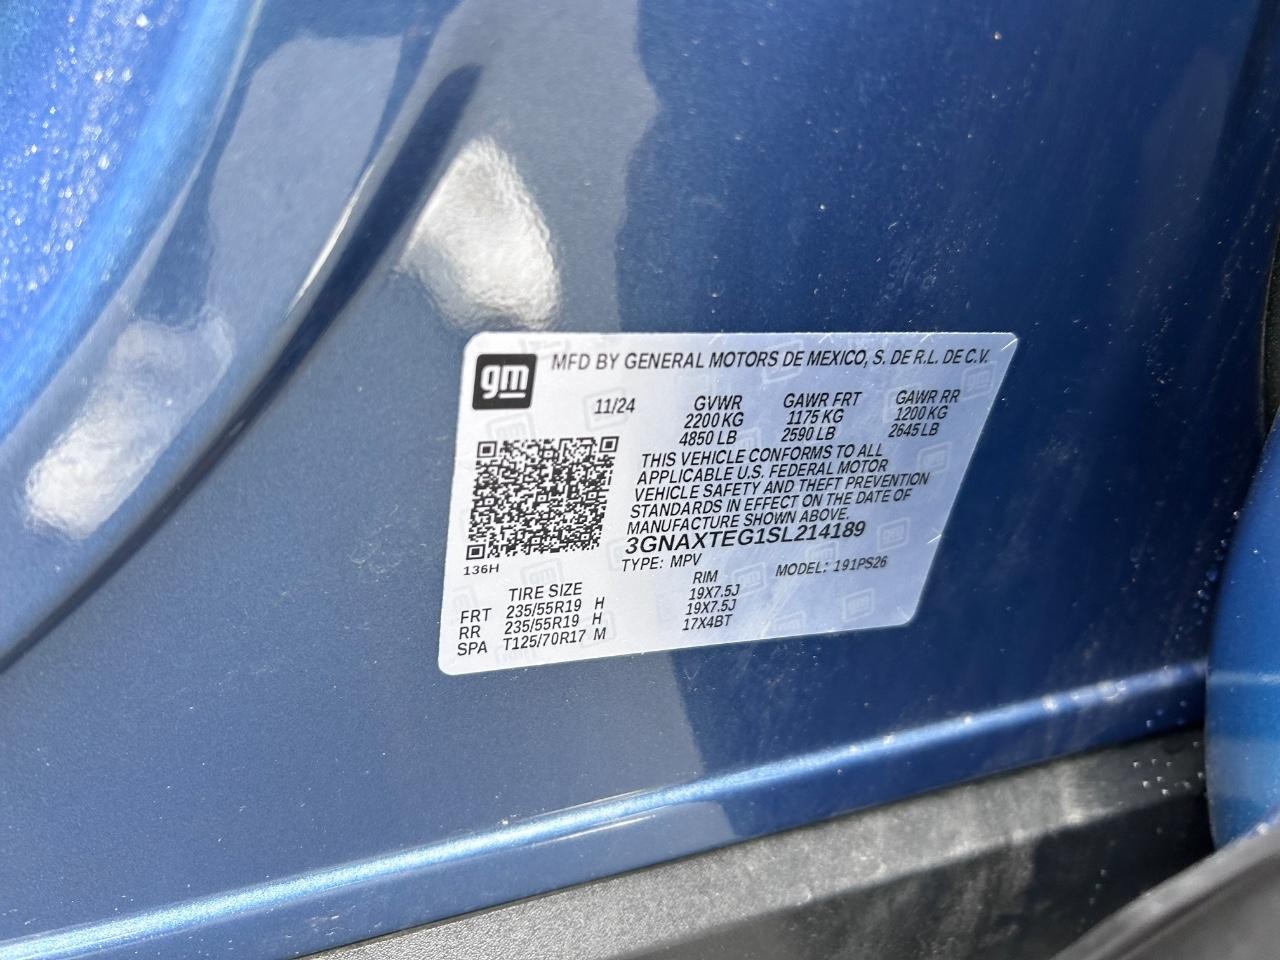 gm MFD BY GENERAL MOTORS DE MEXICO, S. DE R.L. DE C.V.
11/24 GVWR GAWR FRT GAWR RR
2200 KG 1175 KG 1200 KG
4850 LB 2590 LB 2645 LB
THIS VEHICLE CONFORMS TO ALL
APPLICABLE U.S. FEDERAL MOTOR
VEHICLE SAFETY AND THEFT PREVENTION
STANDARDS IN EFFECT ON THE DATE OF
MANUFACTURE SHOWN ABOVE.
3GNAXTEG1SL214189
136H
TYPE: MPV MODEL: 191PS26
TIRE SIZE RIM
FRT 235/55R19 H 19X7.5J
RR 235/55R19 H 19X7.5J
SPA T125/70R17 M 17X4BT